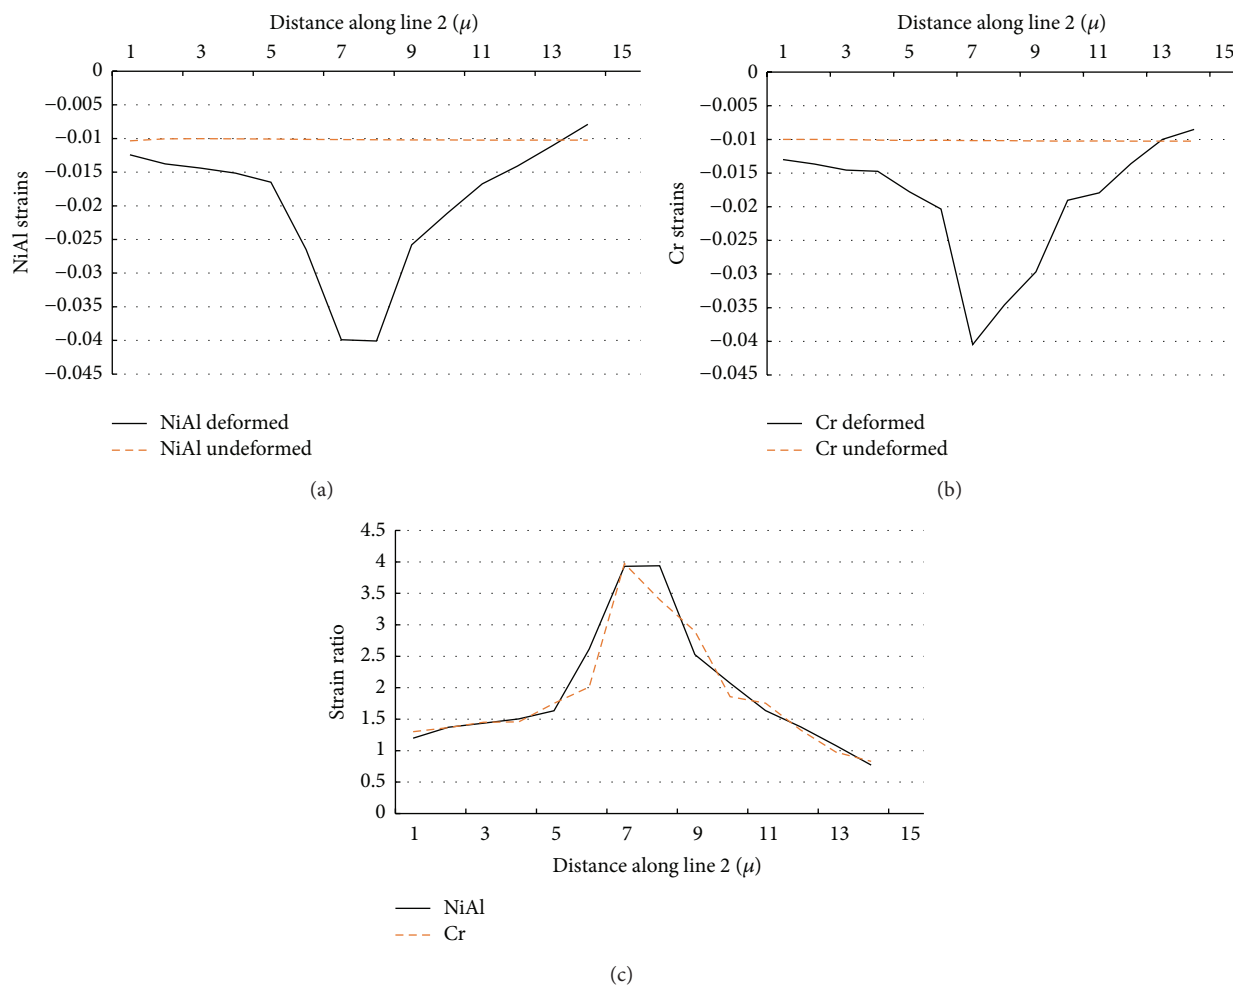 Distance along line 2 (μ)
1 3 5 7 9 11 13 15
0
−0.005
−0.01
−0.015
−0.02
−0.025
−0.03
−0.035
−0.04
−0.045
NiAl strains
NiAl deformed
NiAl undeformed
(a)
Distance along line 2 (μ)
1 3 5 7 9 11 13 15
0
−0.005
−0.01
−0.015
−0.02
−0.025
−0.03
−0.035
−0.04
−0.045
Cr strains
Cr deformed
Cr undeformed
(b)
4.5
4
3.5
3
2.5
2
1.5
1
0.5
0
Strain ratio
1 3 5 7 9 11 13 15
Distance along line 2 (μ)
NiAl
Cr
(c)